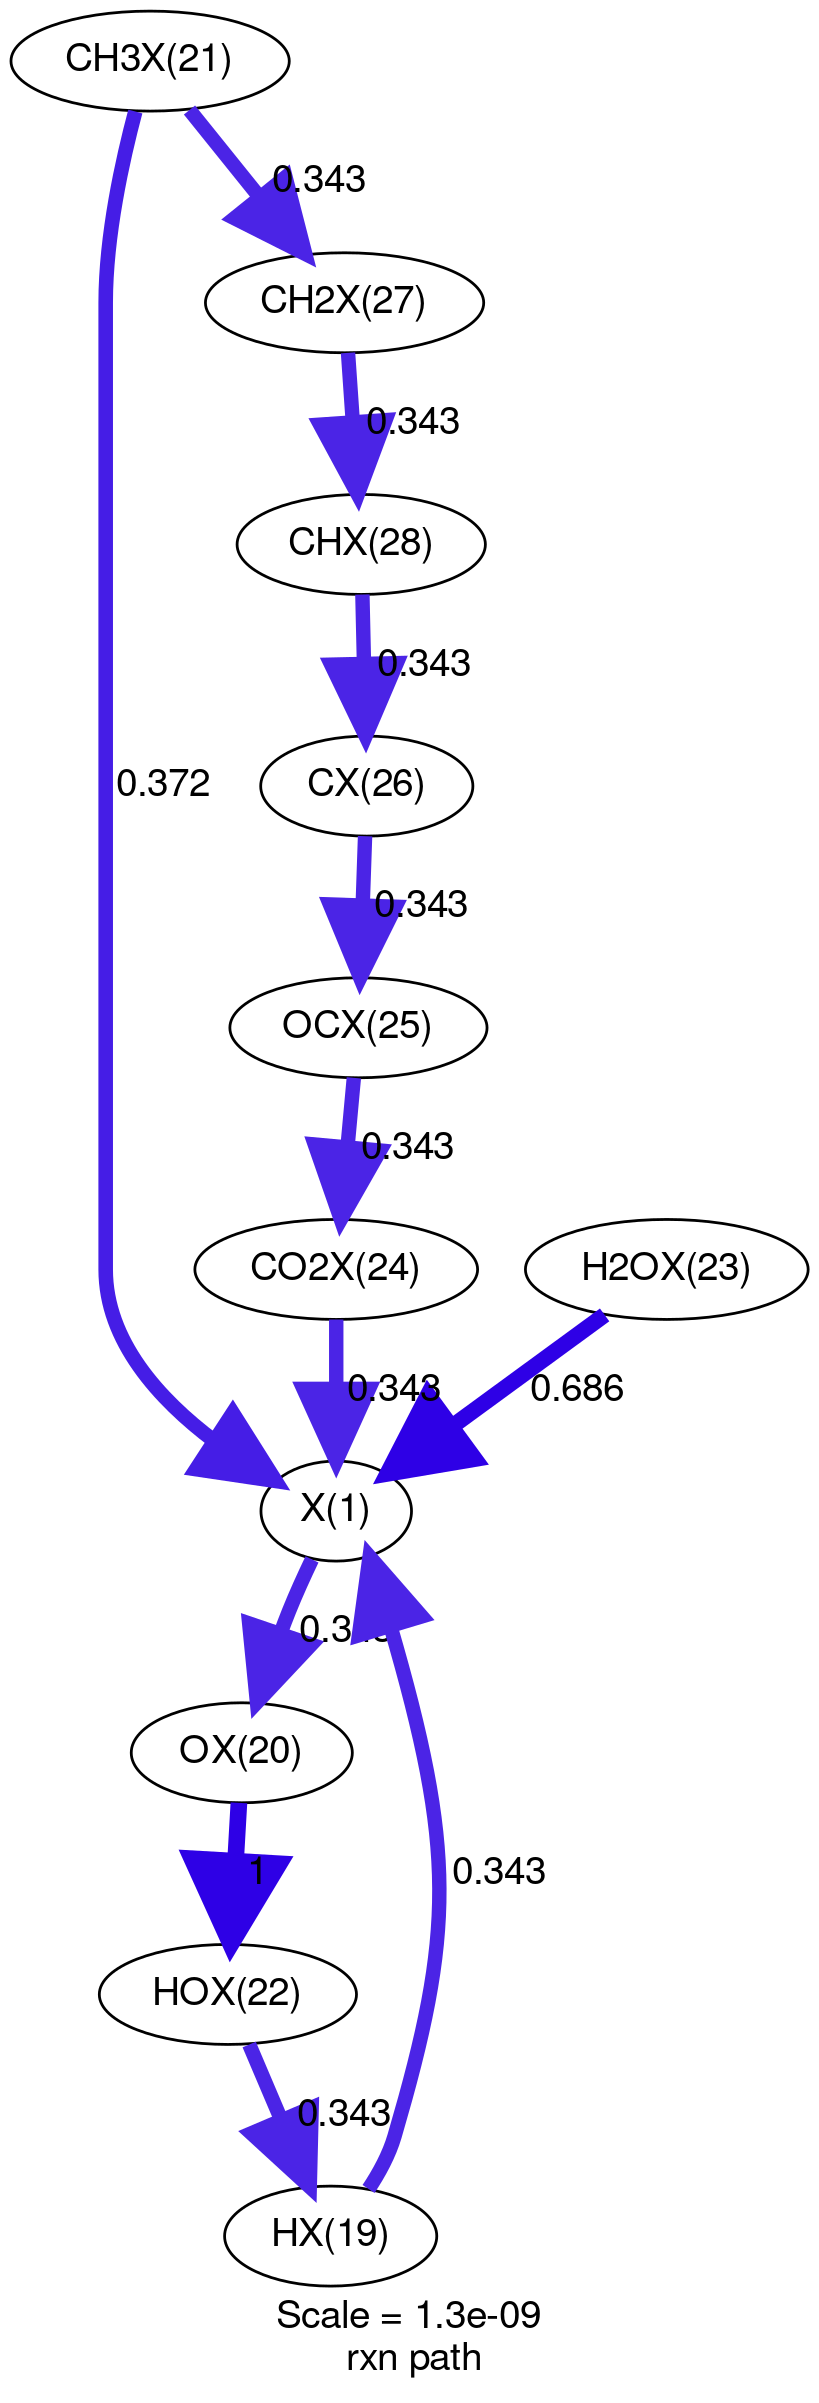 CH3X(21)
0.343
CH2X(27)
0.343
CHX(28)
0.343
CX(26)
0.372
0.343
OCX(25)
0.343
CO2X(24)
H2OX(23)
0.343
0.686
X(1)
OX(20)
1
0.343
HOX(22)
0.343
HX(19)
Scale = 1.3e-09
rxn path